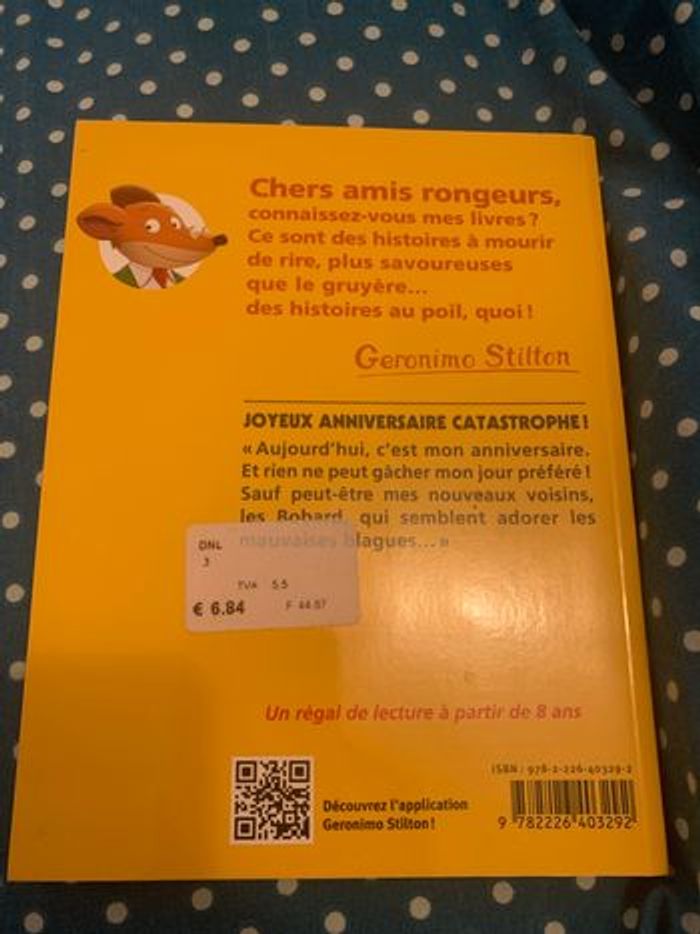 Chers amis rongeurs,
connaissez-vous mes livres ?
Ce sont des histoires à mourir
de rire, plus savoureuses
que le gruyère...
des histoires au poil, quoi !
Geronimo Stilton
JOYEUX ANNIVERSAIRE CATASTROPHE !
« Aujourd'hui, c'est mon anniversaire.
Et rien ne peut gâcher mon jour préféré !
Sauf peut-être mes nouveaux voisins,
les Bobard, qui semblent adorer les
mauvaises blagues... »
DNL
3
TVA 5.5
€ 6.84 F 44.87
Un régal de lecture à partir de 8 ans
ISBN : 978-2-226-40329-2
Découvrez l'application
Geronimo Stilton !
9 782226 403292